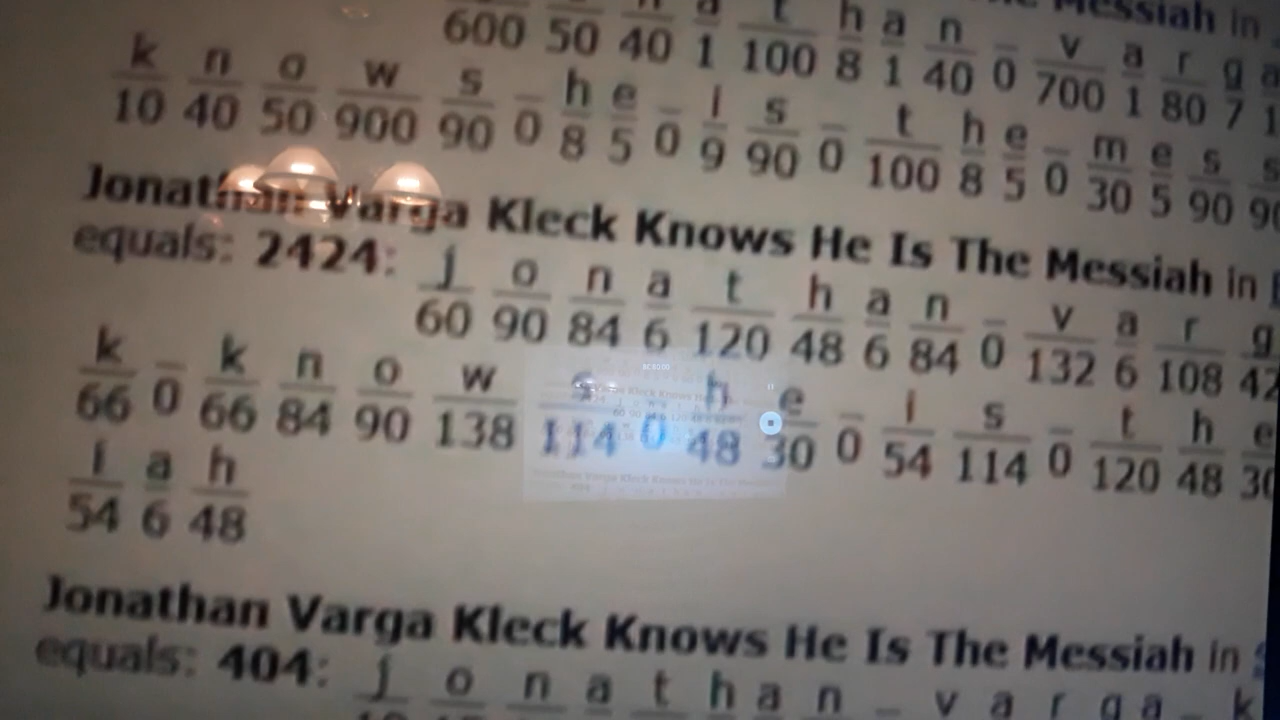 Messiah in
n a t h a n _ v a r g a
600 50 40 1 100 8 1 40 0 700 1 80 7 1
k n o w s _ h e _ i s _ t h e _ m e s s
10 40 50 900 90 0 8 5 0 9 90 0 100 8 5 0 30 5 90 90
Jonathan Varga Kleck Knows He Is The Messiah in
equals: 2424: j o n a t h a n _ v a r g
60 90 84 6 120 48 6 84 0 132 6 108 42
k _ k n o w s h e _ i s _ t h e
66 0 66 84 90 138 114 0 48 30 0 54 114 0 120 48 30
i a h
54 6 48
Jonathan Varga Kleck Knows He Is The Messiah in
equals: 404: j o n a t h a n _ v a r g a _ k